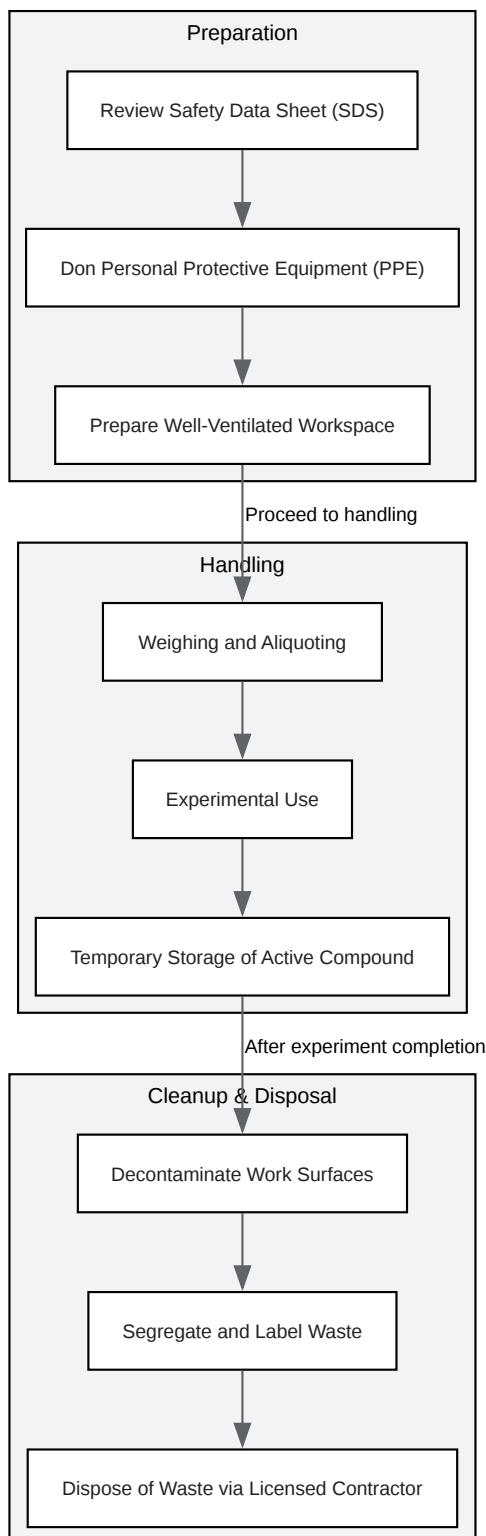 Preparation
Review Safety Data Sheet (SDS)
Don Personal Protective Equipment (PPE)
Prepare Well-Ventilated Workspace
Proceed to handling
Handling
Weighing and Aliquoting
Experimental Use
Temporary Storage of Active Compound
After experiment completion
Cleanup & Disposal
Decontaminate Work Surfaces
Segregate and Label Waste
Dispose of Waste via Licensed Contractor